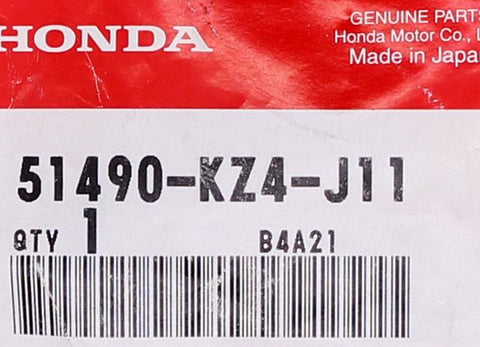 HONDA
GENUINE PARTS
Honda Motor Co., L
Made in Japa
51490-KZ4-J11
QTY 1
B4A21